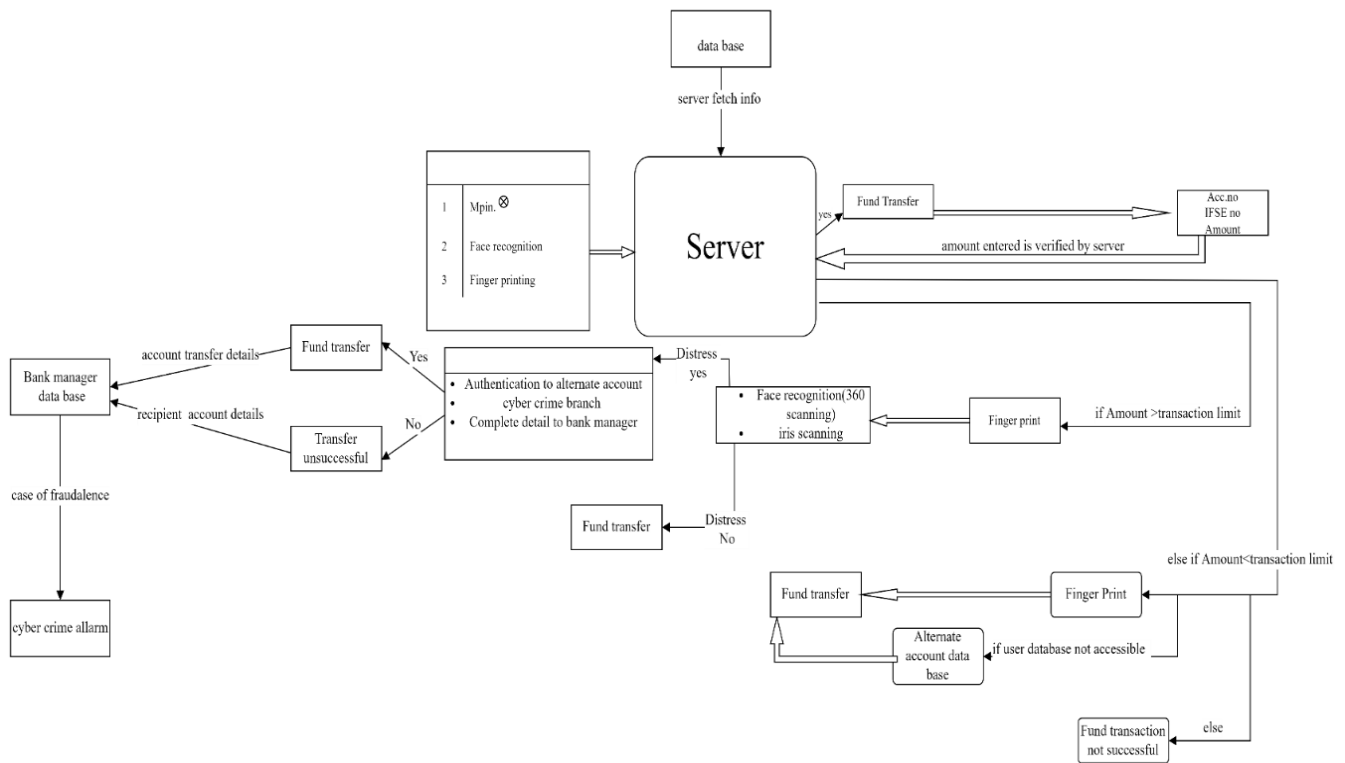 data base
server fetch info
1 Mpin.
2 Face recognition
3 Finger printing
Server
yes
Fund Transfer
Acc.no
IFSE no
Amount
amount entered is verified by server
Bank manager
data base
account transfer details
recipient account details
Fund transfer
Transfer
unsuccessful
Yes
No
• Authentication to alternate account
• cyber crime branch
• Complete detail to bank manager
Distress
yes
• Face recognition(360
scanning)
• iris scanning
Finger print
if Amount >transaction limit
case of fraudalence
cyber crime allarm
Fund transfer
Distress
No
else if Amount<transaction limit
Fund transfer
Finger Print
Alternate
account data
base
if user database not accessible
Fund transaction
not successful
else